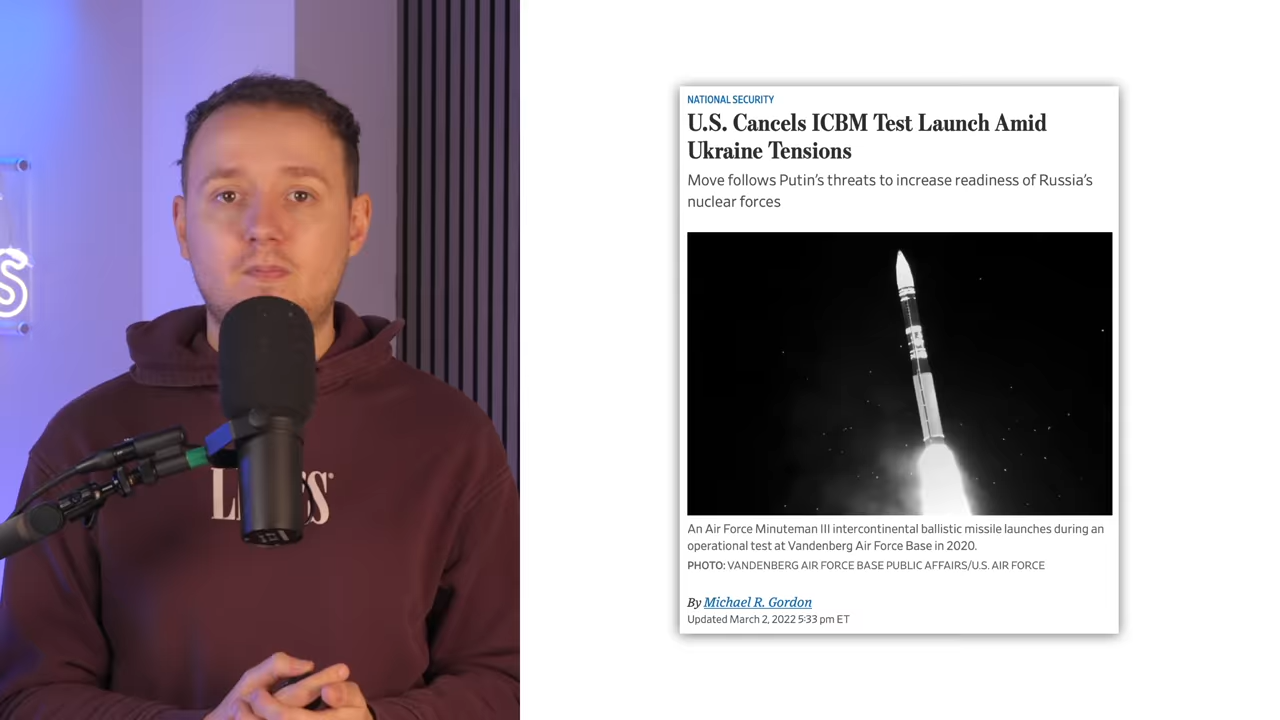 S
NATIONAL SECURITY
U.S. Cancels ICBM Test Launch Amid
Ukraine Tensions
Move follows Putin's threats to increase readiness of Russia's
nuclear forces
An Air Force Minuteman III intercontinental ballistic missile launches during an
operational test at Vandenberg Air Force Base in 2020.
PHOTO: VANDENBERG AIR FORCE BASE PUBLIC AFFAIRS/U.S. AIR FORCE
By Michael R. Gordon
Updated March 2, 2022 5:33 pm ET